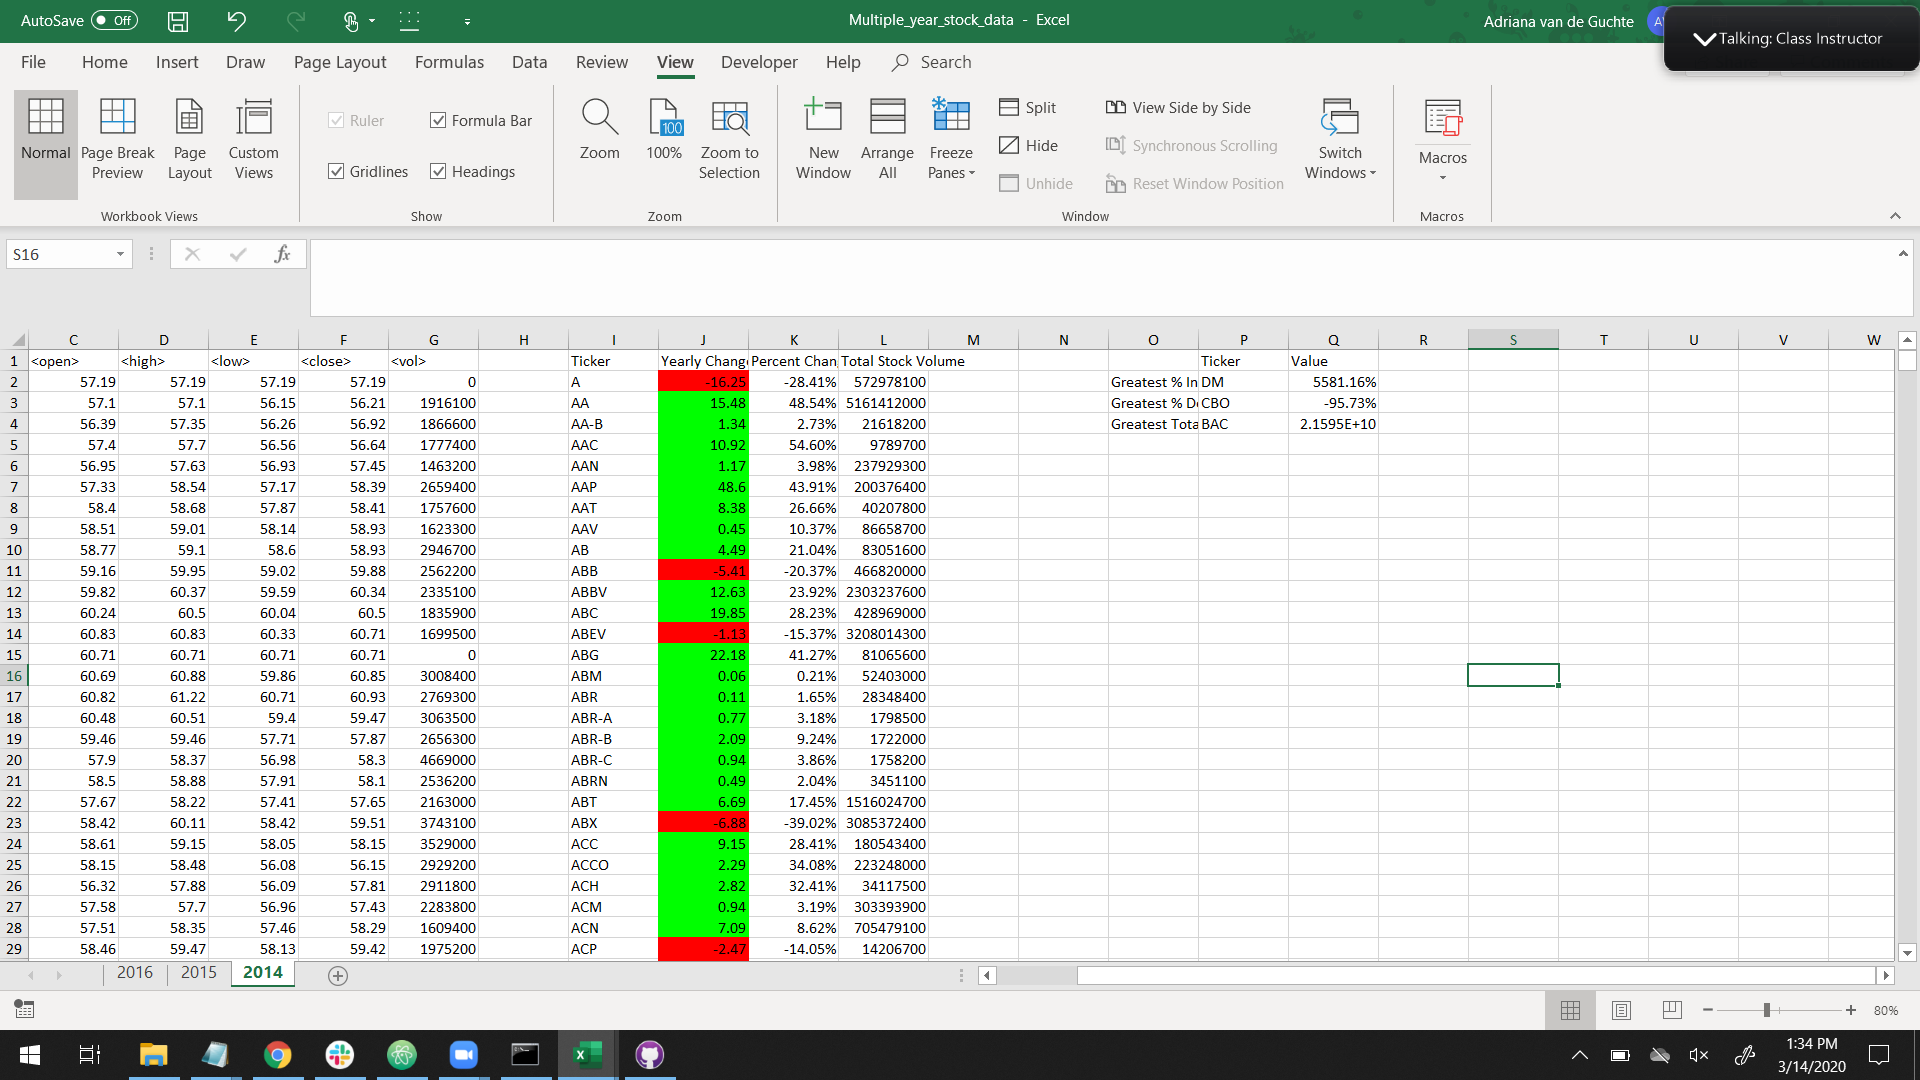 AutoSave Off
Multiple_year_stock_data - Excel
Adriana van de Guchte
Talking: Class Instructor
File Home Insert Draw Page Layout Formulas Data Review View Developer Help Search
Normal
Page Break Preview
Page Layout
Custom Views
Workbook Views
Ruler
Formula Bar
Gridlines
Headings
Show
Zoom
100
100%
Zoom to Selection
Zoom
New Window
Arrange All
Freeze Panes
Split
Hide
Unhide
View Side by Side
Synchronous Scrolling
Reset Window Position
Switch Windows
Window
Macros
Macros
S16
fx
C D E F G H I J K L M N O P Q R S T U V W
1 <open> <high> <low> <close> <vol> Ticker Yearly Chang Percent Chan Total Stock Volume Ticker Value
2 57.19 57.19 57.19 57.19 0 A -16.25 -28.41% 572978100 Greatest % In DM 5581.16%
3 57.1 57.1 56.15 56.21 1916100 AA 15.48 48.54% 5161412000 Greatest % D CBO -95.73%
4 56.39 57.35 56.26 56.92 1866600 AA-B 1.34 2.73% 21618200 Greatest Tota BAC 2.1595E+10
5 57.4 57.7 56.56 56.64 1777400 AAC 10.92 54.60% 9789700
6 56.95 57.63 56.93 57.45 1463200 AAN 1.17 3.98% 237929300
7 57.33 58.54 57.17 58.39 2659400 AAP 48.6 43.91% 200376400
8 58.4 58.68 57.87 58.41 1757600 AAT 8.38 26.66% 40207800
9 58.51 59.01 58.14 58.93 1623300 AAV 0.45 10.37% 86658700
10 58.77 59.1 58.6 58.93 2946700 AB 4.49 21.04% 83051600
11 59.16 59.95 59.02 59.88 2562200 ABB -5.41 -20.37% 466820000
12 59.82 60.37 59.59 60.34 2335100 ABBV 12.63 23.92% 2303237600
13 60.24 60.5 60.04 60.5 1835900 ABC 19.85 28.23% 428969000
14 60.83 60.83 60.33 60.71 1699500 ABEV -1.13 -15.37% 3208014300
15 60.71 60.71 60.71 60.71 0 ABG 22.18 41.27% 81065600
16 60.69 60.88 59.86 60.85 3008400 ABM 0.06 0.21% 52403000
17 60.82 61.22 60.71 60.93 2769300 ABR 0.11 1.65% 28348400
18 60.48 60.51 59.4 59.47 3063500 ABR-A 0.77 3.18% 1798500
19 59.46 59.46 57.71 57.87 2656300 ABR-B 2.09 9.24% 1722000
20 57.9 58.37 56.98 58.3 4669000 ABR-C 0.94 3.86% 1758200
21 58.5 58.88 57.91 58.1 2536200 ABRN 0.49 2.04% 3451100
22 57.67 58.22 57.41 57.65 2163000 ABT 6.69 17.45% 1516024700
23 58.42 60.11 58.42 59.51 3743100 ABX -6.88 -39.02% 3085372400
24 58.61 59.15 58.05 58.15 3529000 ACC 9.15 28.41% 180543400
25 58.15 58.48 56.08 56.15 2929200 ACCO 2.29 34.08% 223248000
26 56.32 57.88 56.09 57.81 2911800 ACH 2.82 32.41% 34117500
27 57.58 57.7 56.96 57.43 2283800 ACM 0.94 3.19% 303393900
28 57.51 58.35 57.46 58.29 1609400 ACN 7.09 8.62% 705479100
29 58.46 59.47 58.13 59.42 1975200 ACP -2.47 -14.05% 14206700
2016 2015 2014
80%
1:34 PM
3/14/2020